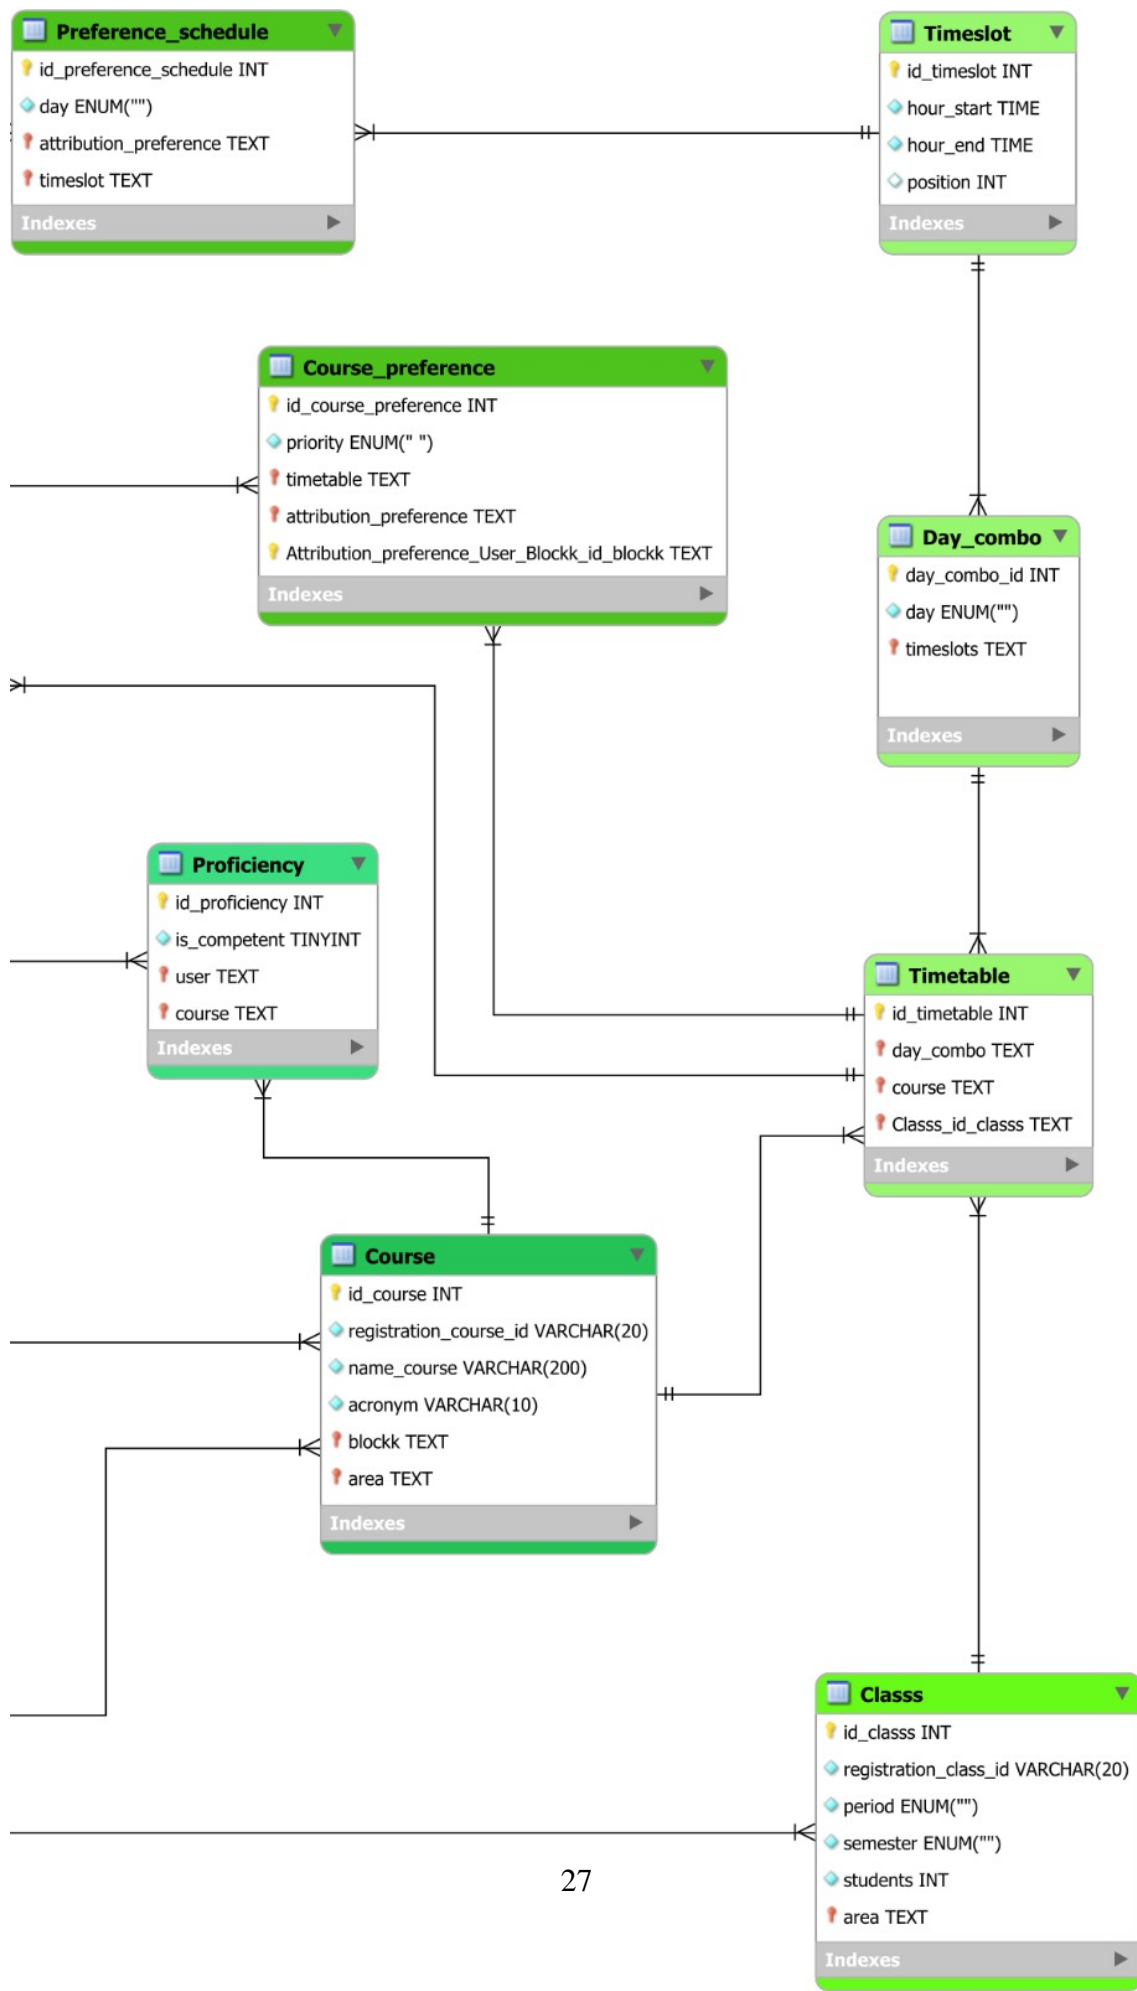 Preference_schedule
id_preference_schedule INT
day ENUM("")
attribution_preference TEXT
timeslot TEXT
Indexes
Timeslot
id_timeslot INT
hour_start TIME
hour_end TIME
position INT
Indexes
Course_preference
id_course_preference INT
priority ENUM(" ")
timetable TEXT
attribution_preference TEXT
Attribution_preference_User_Blockk_id_blockk TEXT
Indexes
Day_combo
day_combo_id INT
day ENUM("")
timeslots TEXT
Indexes
Proficiency
id_proficiency INT
is_competent TINYINT
user TEXT
course TEXT
Indexes
Timetable
id_timetable INT
day_combo TEXT
course TEXT
Classs_id_classs TEXT
Indexes
Course
id_course INT
registration_course_id VARCHAR(20)
name_course VARCHAR(200)
acronym VARCHAR(10)
blockk TEXT
area TEXT
Indexes
Classs
id_classs INT
registration_class_id VARCHAR(20)
period ENUM("")
semester ENUM("")
students INT
area TEXT
Indexes
27